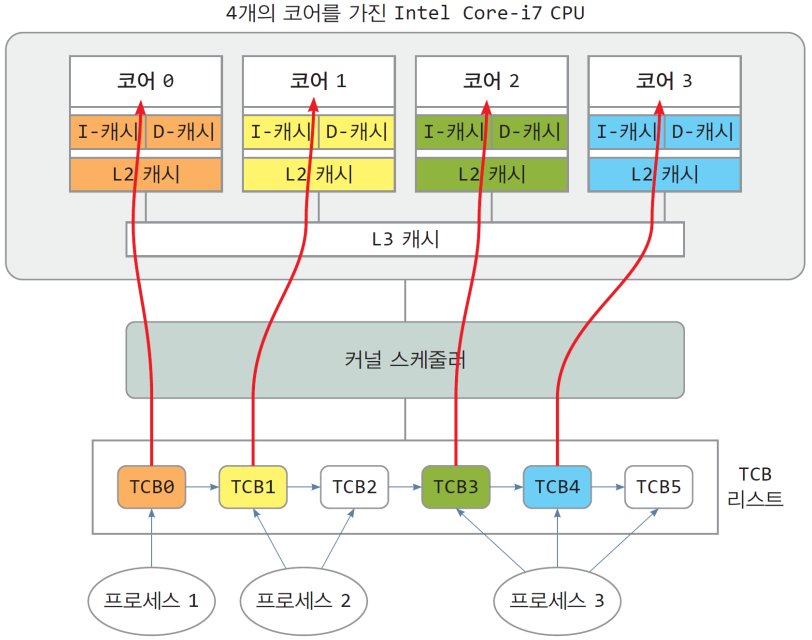 4개의 코어를 가진 Intel Core-i7 CPU
코어 0
코어 1
코어 2
코어 3
I-캐시 D-캐시
I-캐시 D-캐시
I-캐시 D-캐시
I-캐시 D-캐시
L2 캐시
L2 캐시
L2 캐시
L2 캐시
L3 캐시
커널 스케줄러
TCB0
TCB1
TCB2
TCB3
TCB4
TCB5
TCB
리스트
프로세스 1
프로세스 2
프로세스 3